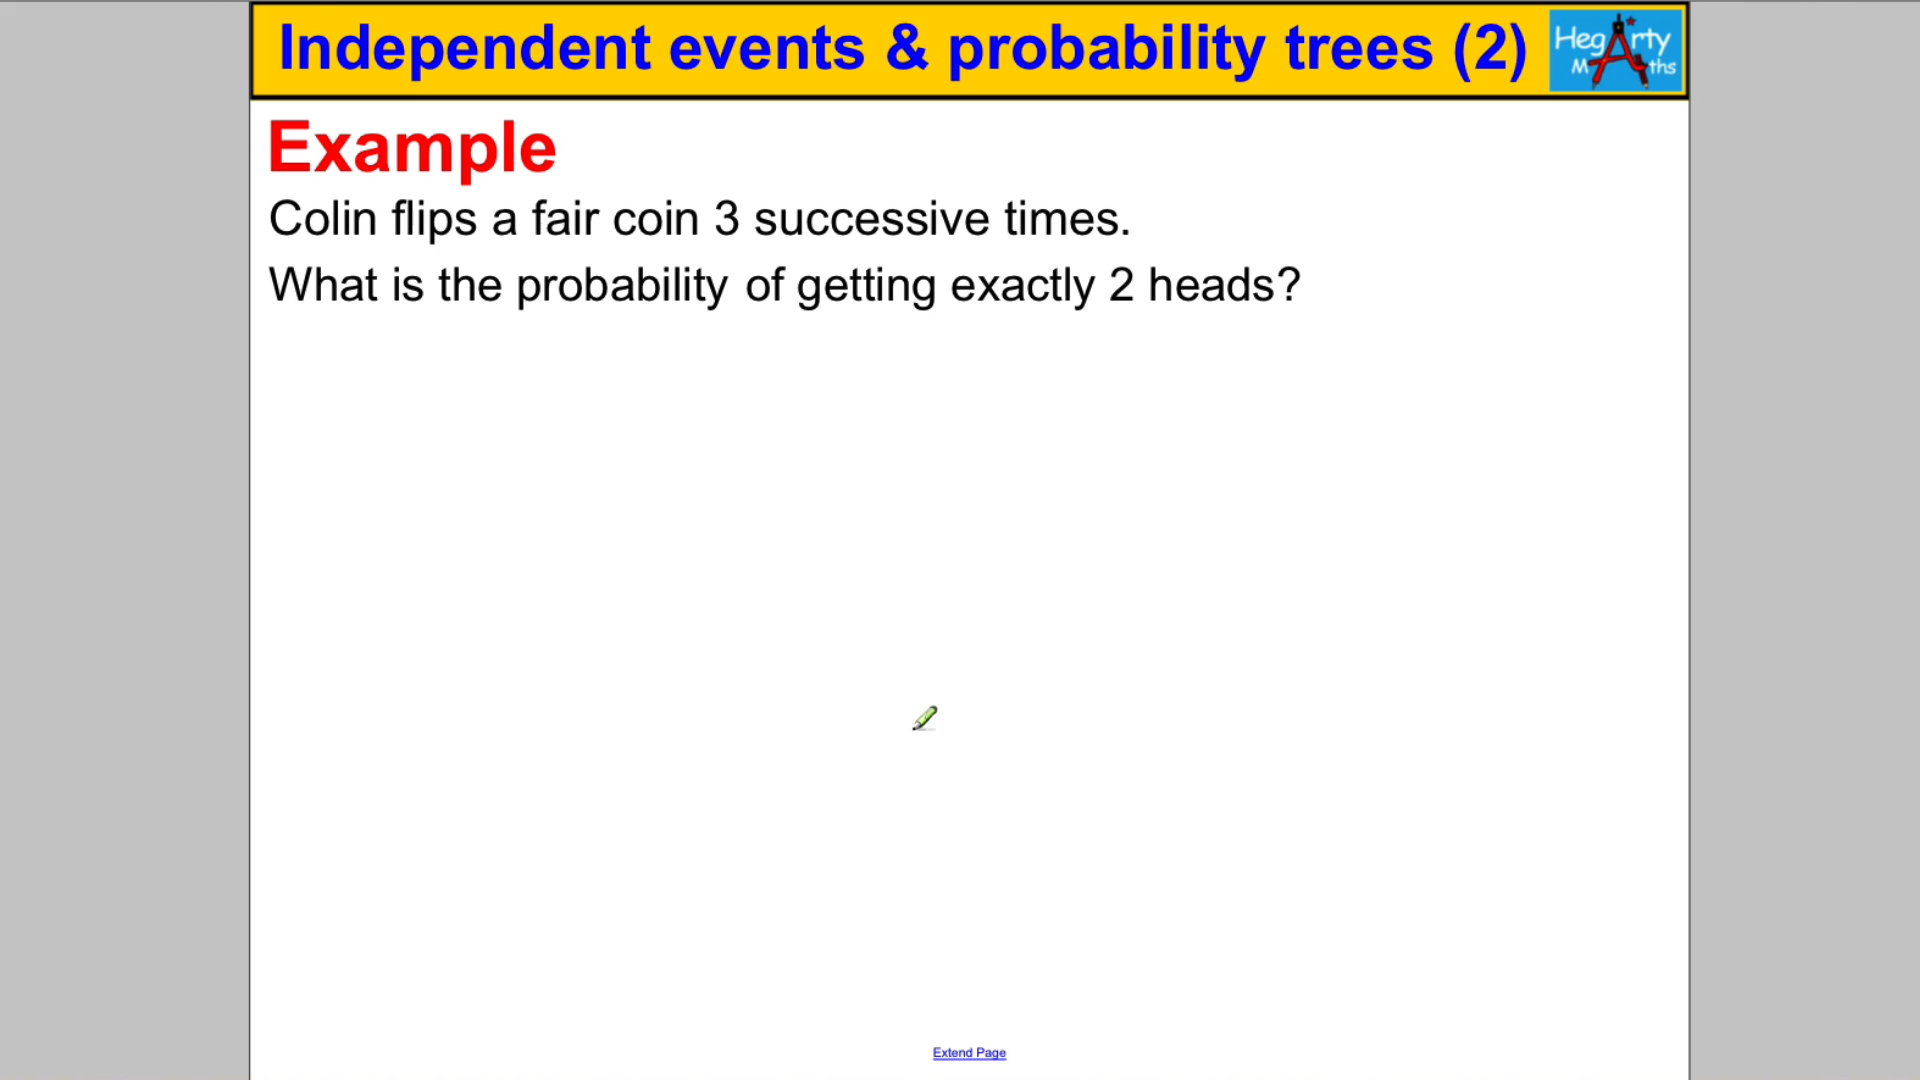 Independent events & probability trees (2)
HegArty
Maths
Example
Colin flips a fair coin 3 successive times.
What is the probability of getting exactly 2 heads?
Extend Page